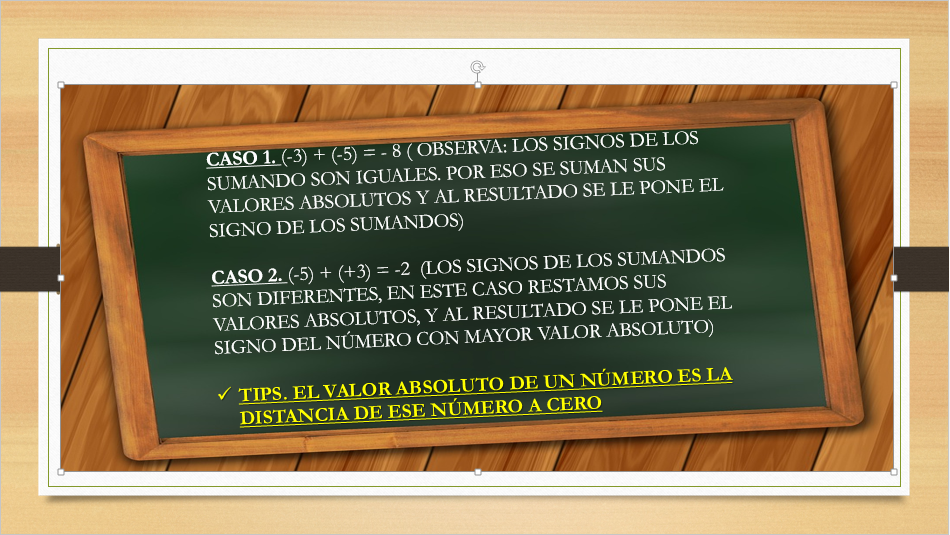 CASO 1. (-3) + (-5) = - 8 ( OBSERVA: LOS SIGNOS DE LOS
SUMANDO SON IGUALES. POR ESO SE SUMAN SUS
VALORES ABSOLUTOS Y AL RESULTADO SE LE PONE EL
SIGNO DE LOS SUMANDOS)
CASO 2. (-5) + (+3) = -2 (LOS SIGNOS DE LOS SUMANDOS
SON DIFERENTES, EN ESTE CASO RESTAMOS SUS
VALORES ABSOLUTOS, Y AL RESULTADO SE LE PONE EL
SIGNO DEL NÚMERO CON MAYOR VALOR ABSOLUTO)
✓ TIPS. EL VALOR ABSOLUTO DE UN NÚMERO ES LA
DISTANCIA DE ESE NÚMERO A CERO